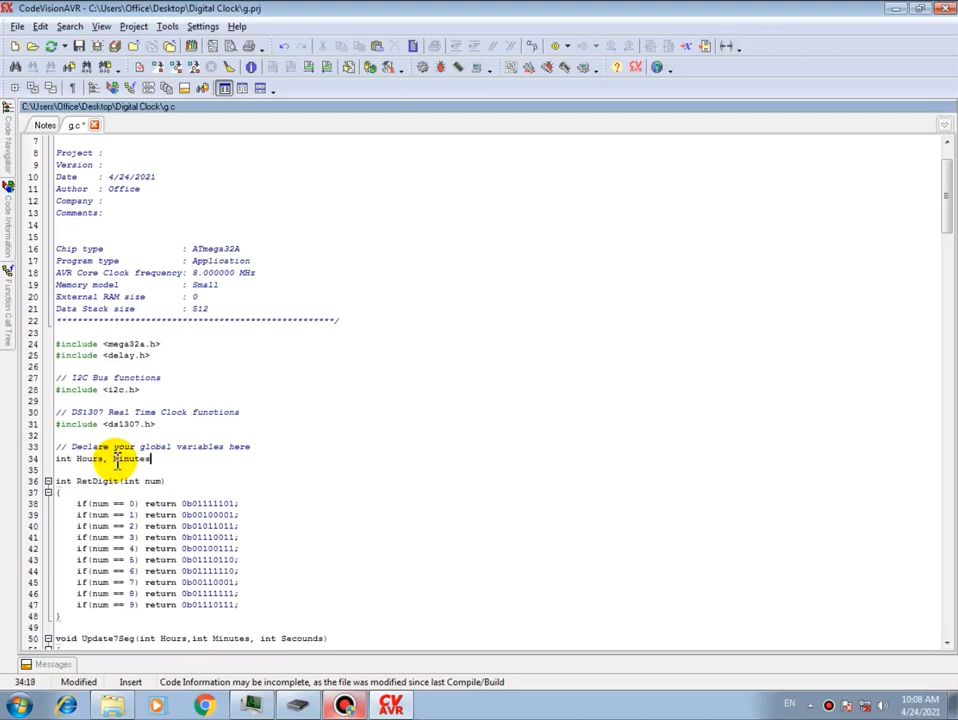 CodeVisionAVR - C:\Users\Office\Desktop\Digital Clock\g.prj
File Edit Search View Project Tools Settings Help
C:\Users\Office\Desktop\Digital Clock\g.c
Notes g.c *
Code Navigator
Code Information
Function Call Tree
7
8 Project :
9 Version :
10 Date : 4/24/2021
11 Author : Office
12 Company :
13 Comments:
14
15
16 Chip type : ATmega32A
17 Program type : Application
18 AVR Core Clock frequency: 8.000000 MHz
19 Memory model : Small
20 External RAM size : 0
21 Data Stack size : 512
22 *****************************************************/
23
24 #include <mega32a.h>
25 #include <delay.h>
26
27 // I2C Bus functions
28 #include <i2c.h>
29
30 // DS1307 Real Time Clock functions
31 #include <ds1307.h>
32
33 // Declare your global variables here
34 int Hours, Minutes
35
36 int RetDigit(int num)
37 {
38 if(num == 0) return 0b01111101;
39 if(num == 1) return 0b00100001;
40 if(num == 2) return 0b01011011;
41 if(num == 3) return 0b01110011;
42 if(num == 4) return 0b00100111;
43 if(num == 5) return 0b01110110;
44 if(num == 6) return 0b01111110;
45 if(num == 7) return 0b00110001;
46 if(num == 8) return 0b01111111;
47 if(num == 9) return 0b01110111;
48 }
49
50 void Update7Seg(int Hours,int Minutes, int Seconds)
Messages
34:19 Modified Insert Code Information may be incomplete, as the file was modified since last Compile/Build
EN 10:08 AM
4/24/2021